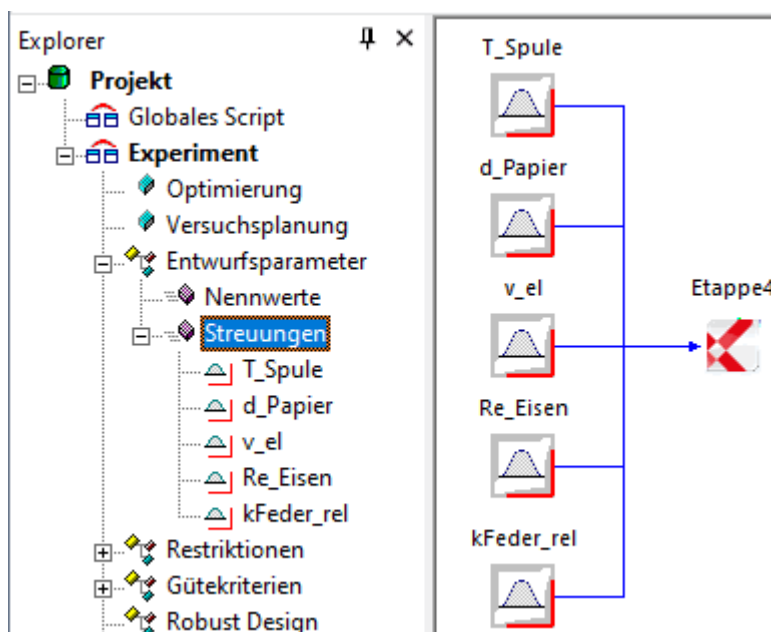 Explorer
Projekt
Globales Script
Experiment
Optimierung
Versuchsplanung
Entwurfsparameter
Nennwerte
Streuungen
T_Spule
d_Papier
v_el
Re_Eisen
kFeder_rel
Restriktionen
Gütekriterien
Robust Design
T_Spule
d_Papier
v_el
Etappe4
Re_Eisen
kFeder_rel